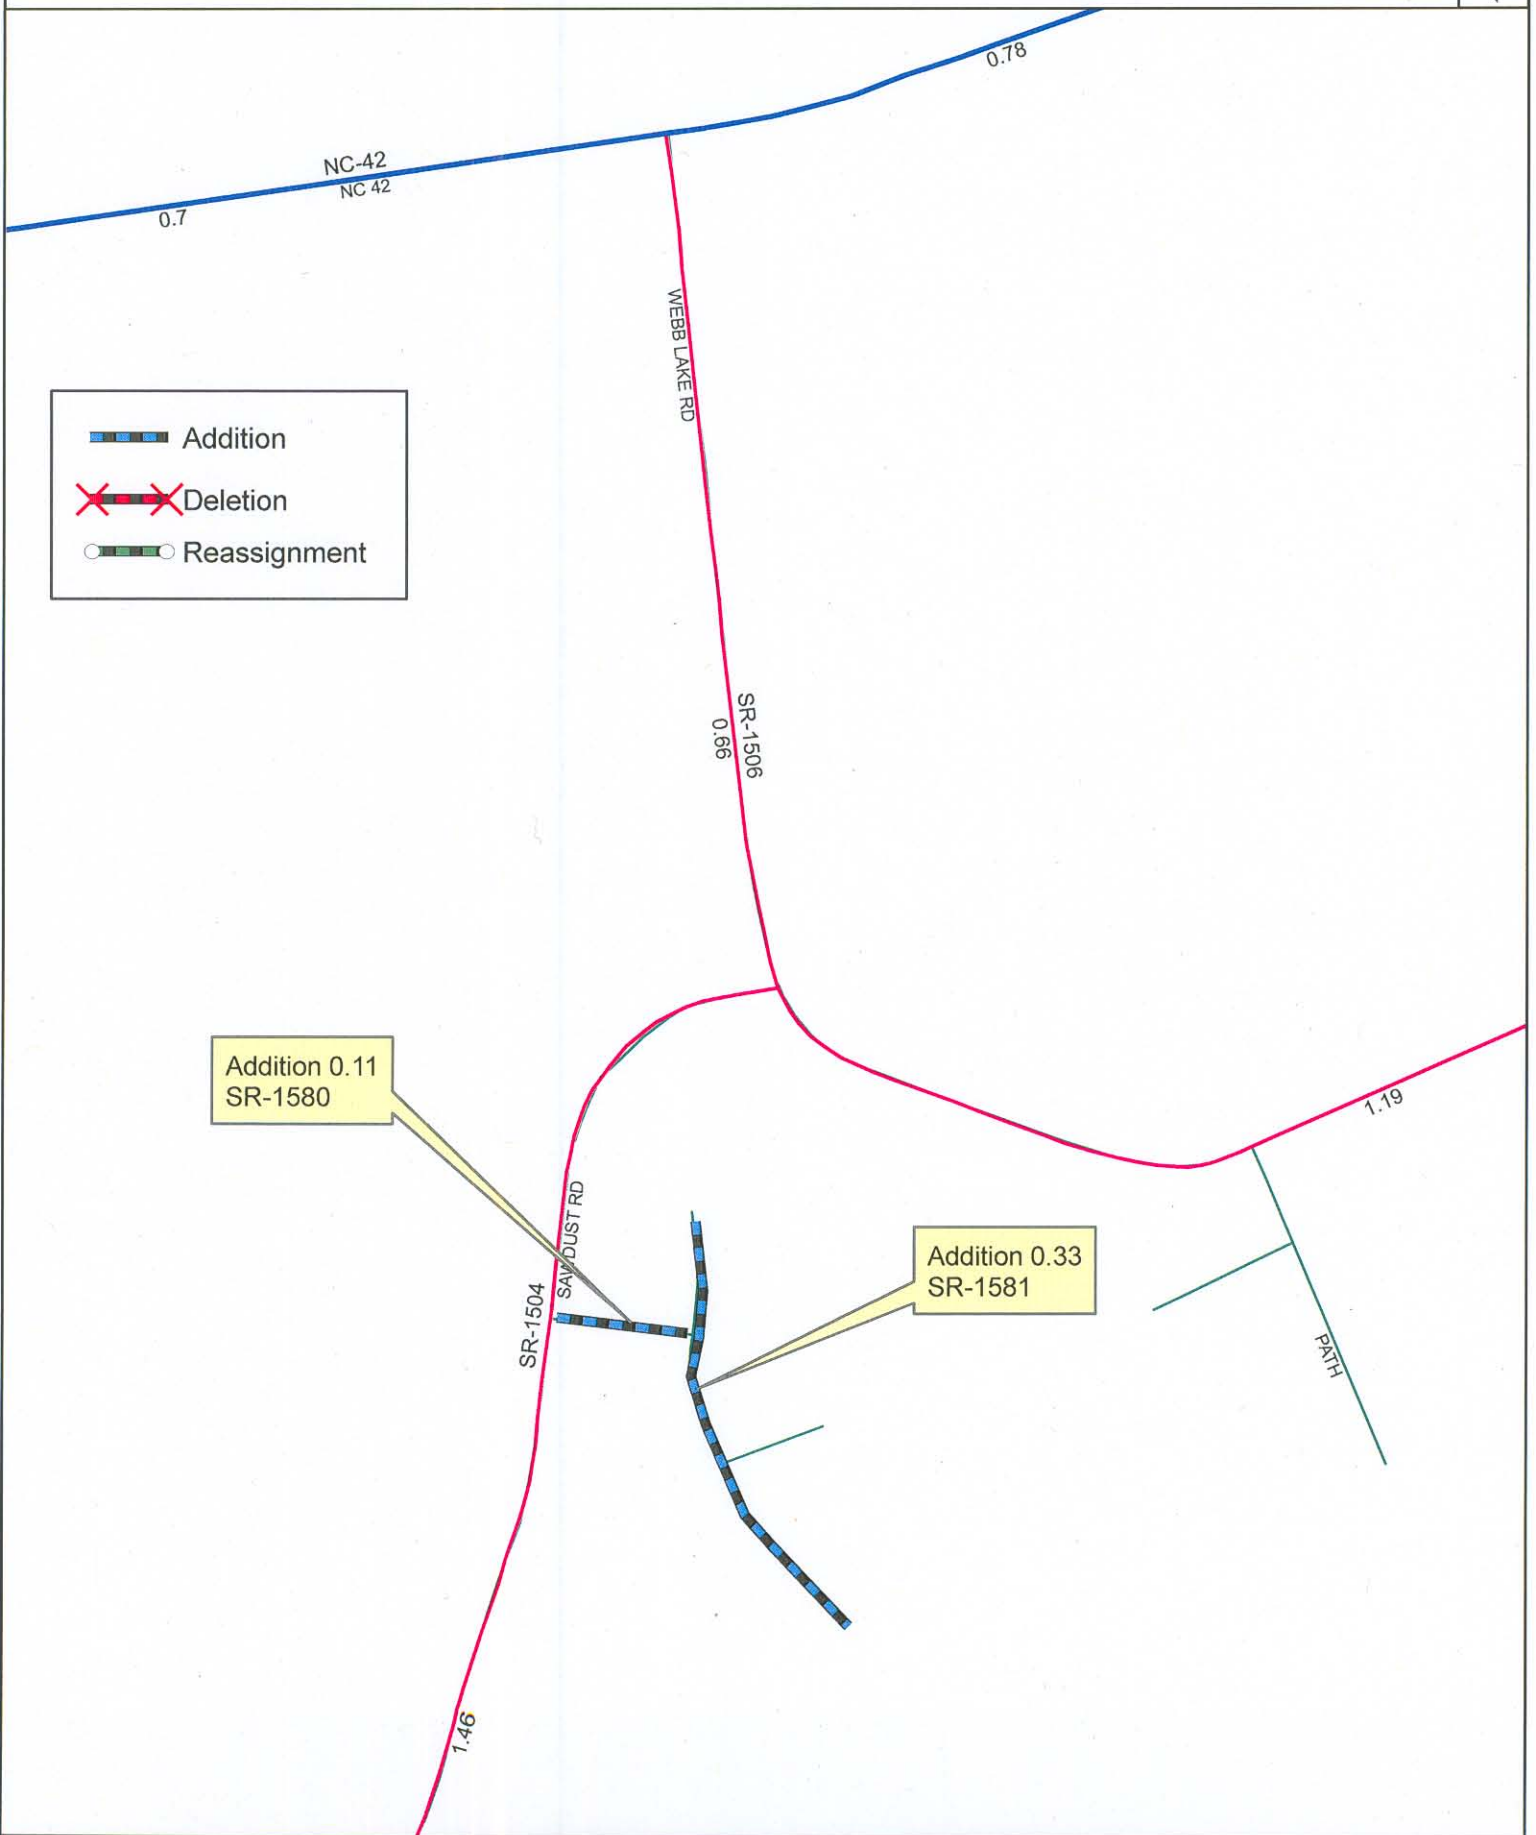 0.78
NC-42
NC 42
0.7
WEBB LAKE RD
Addition
Deletion
Reassignment
SR-1506
0.66
Addition 0.11
SR-1580
1.19
SAWDUST RD
Addition 0.33
SR-1581
SR-1504
PATH
1.46